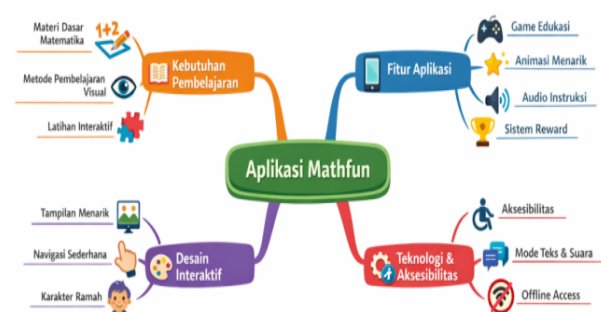 Aplikasi Mathfun
Kebutuhan
Pembelajaran
Materi Dasar
Matematika
1+2
Metode Pembelajaran
Visual
Latihan Interaktif
Fitur Aplikasi
Game Edukasi
Animasi Menarik
Audio Instruksi
Sistem Reward
Desain
Interaktif
Tampilan Menarik
Navigasi Sederhana
Karakter Ramah
Teknologi &
Aksesibilitas
Aksesibilitas
Mode Teks & Suara
Offline Access